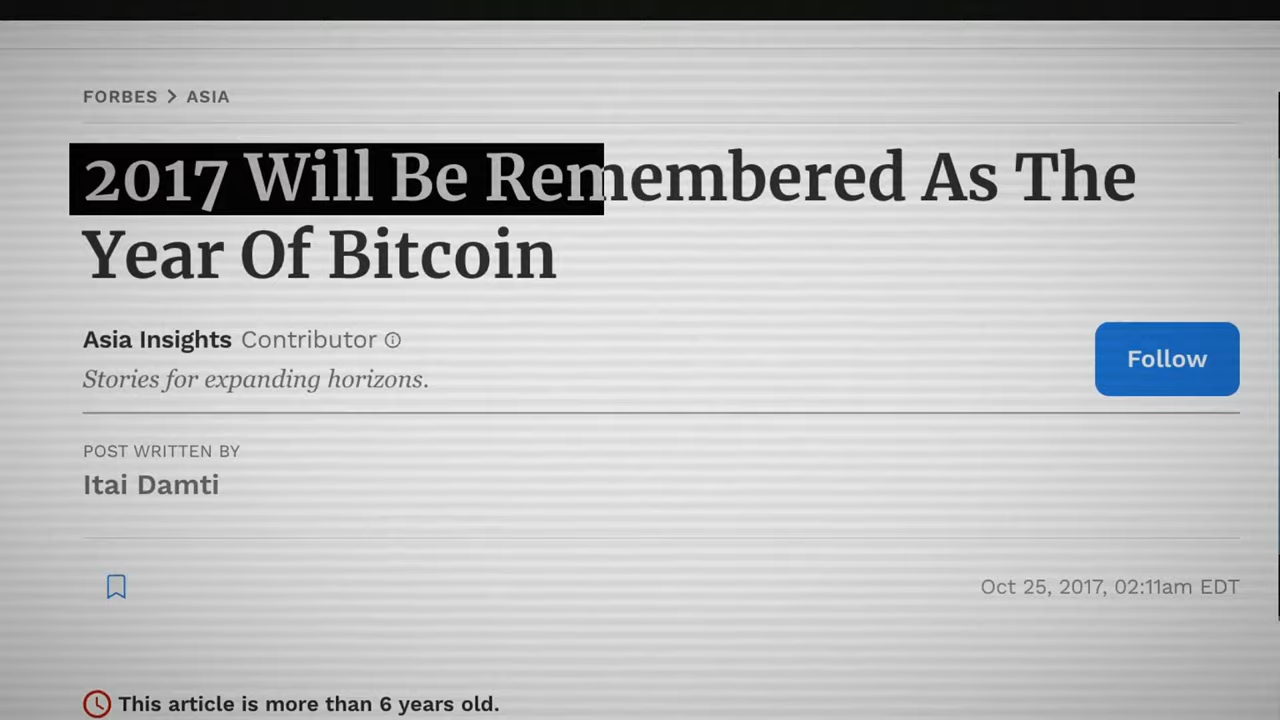 FORBES > ASIA
2017 Will Be Remembered As The
Year Of Bitcoin
Asia Insights Contributor
Stories for expanding horizons.
Follow
POST WRITTEN BY
Itai Damti
Oct 25, 2017, 02:11am EDT
This article is more than 6 years old.